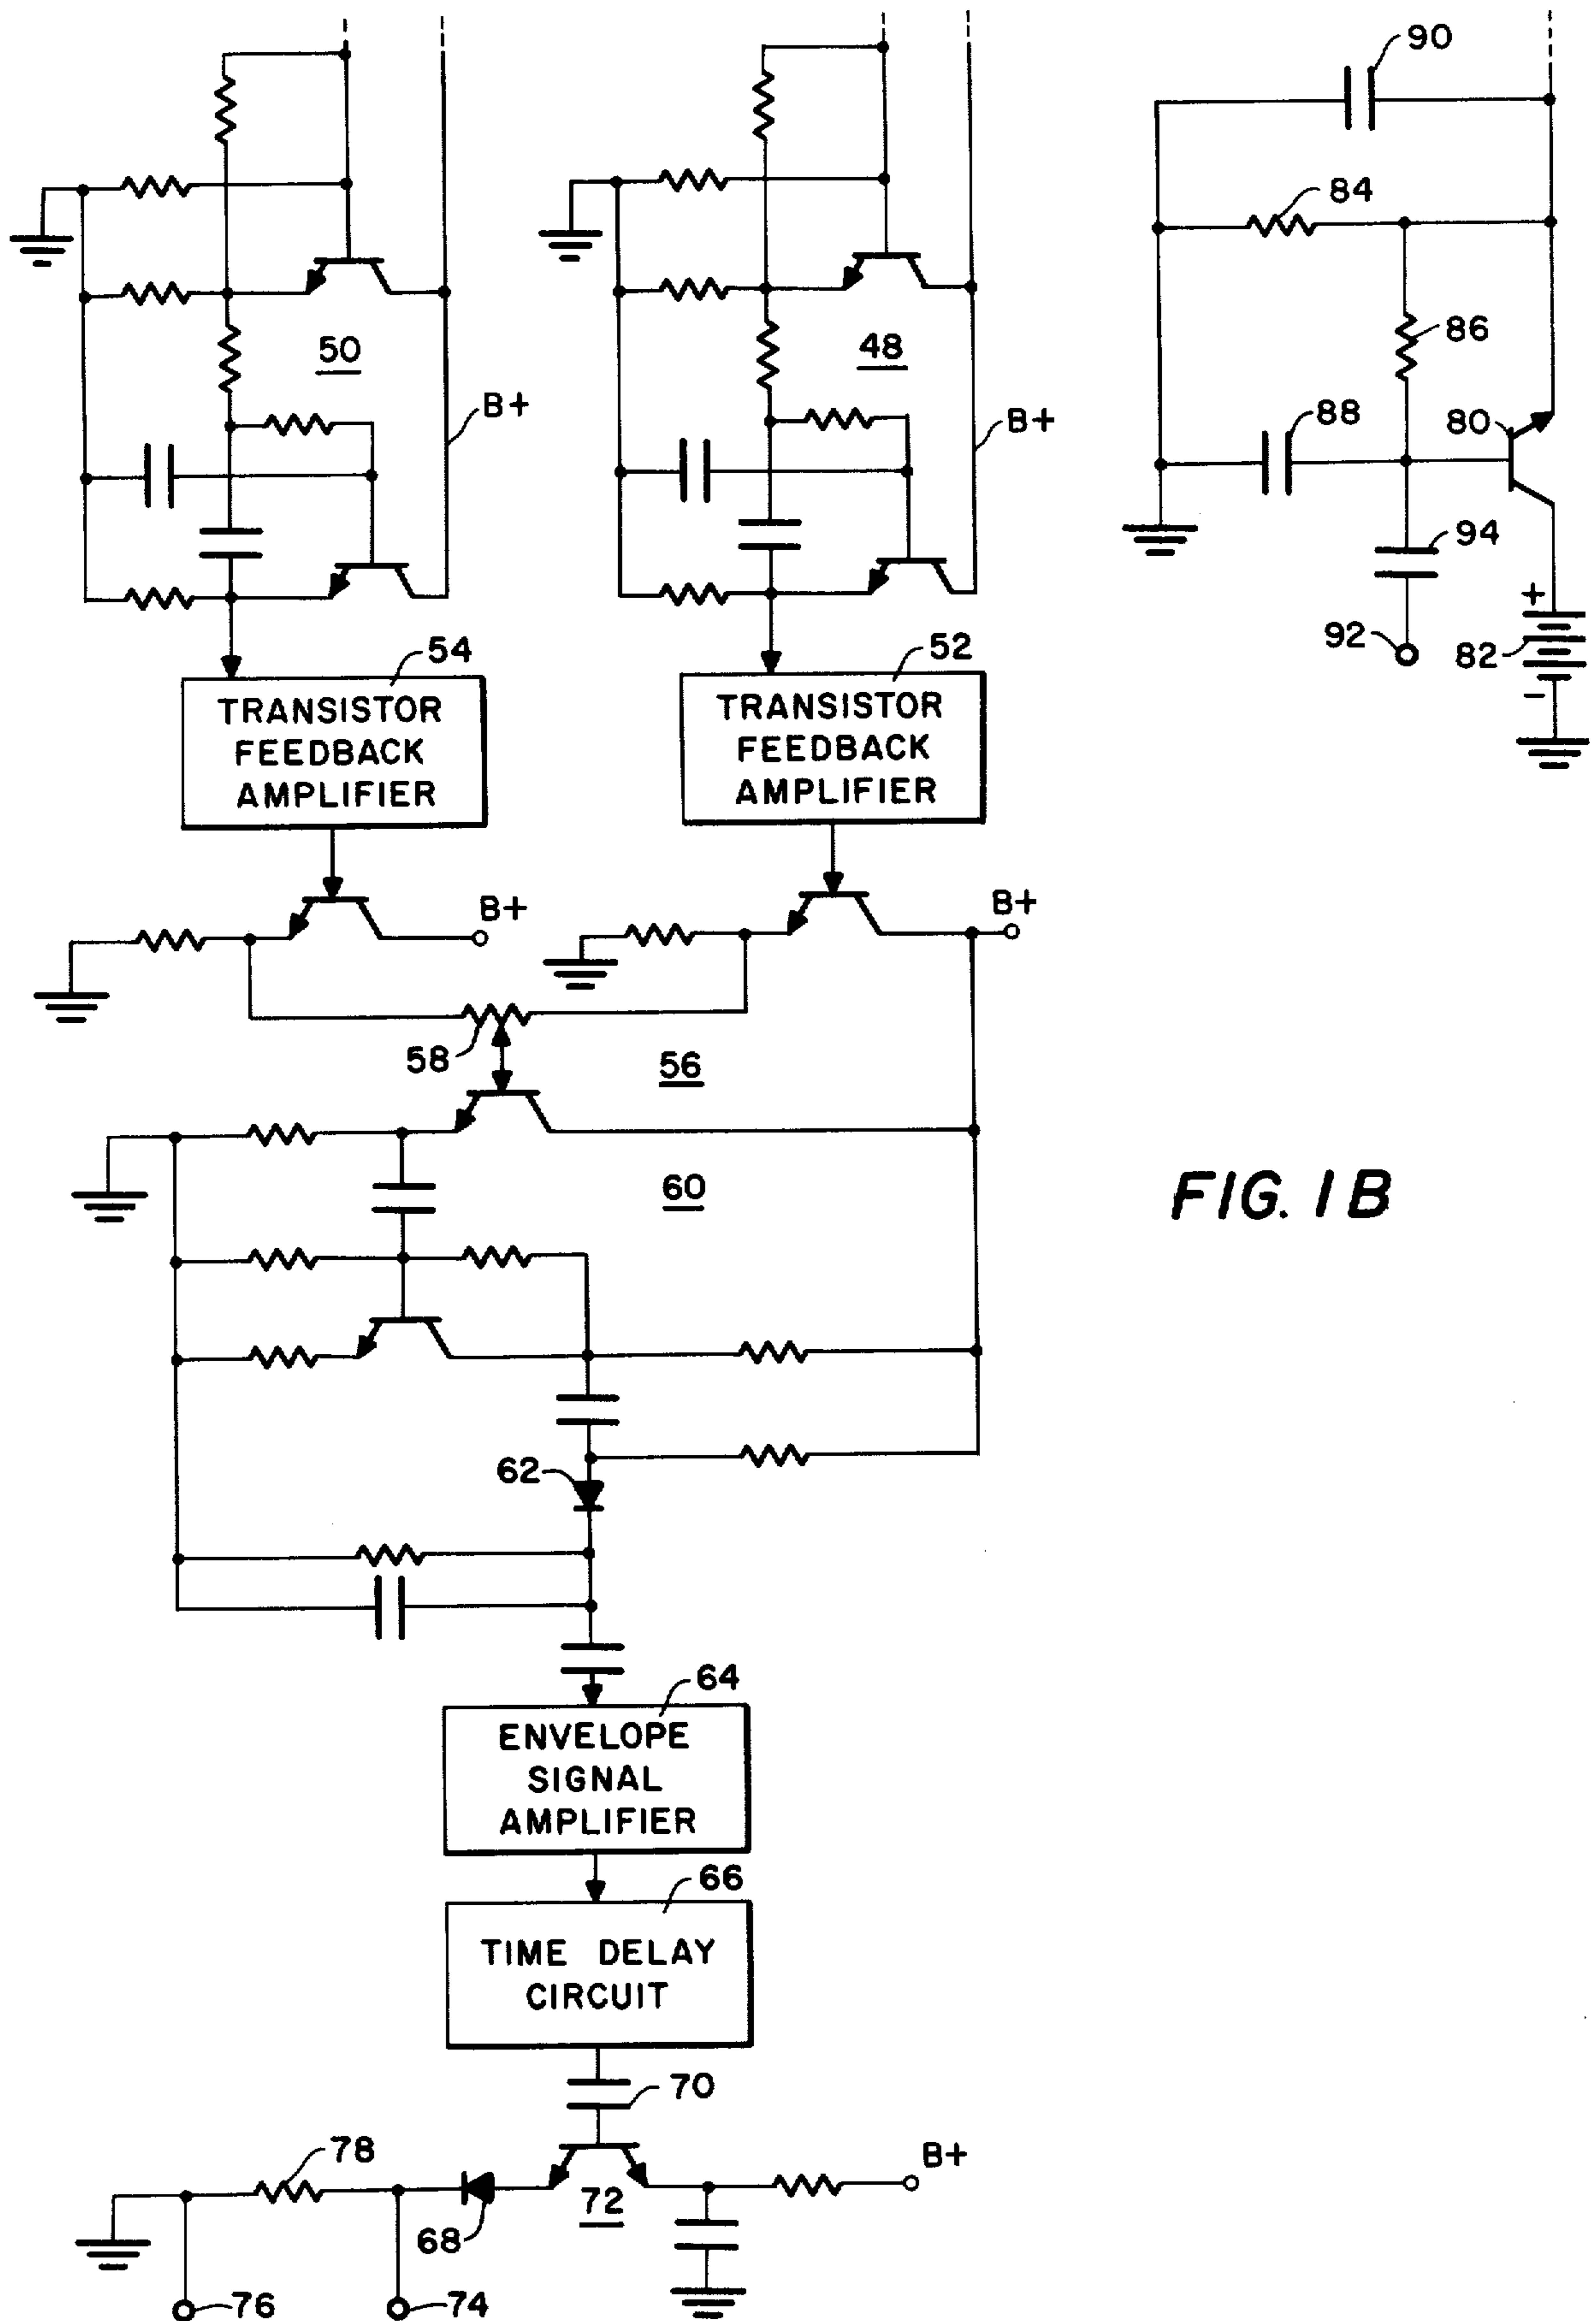 90
84
50
48
86
B+
B+
88
80
94
+
92
82
−
54
52
TRANSISTOR
FEEDBACK
AMPLIFIER
TRANSISTOR
FEEDBACK
AMPLIFIER
B+
B+
58
56
60
FIG. 1B
62
64
ENVELOPE
SIGNAL
AMPLIFIER
66
TIME DELAY
CIRCUIT
70
78
B+
72
68
76
74